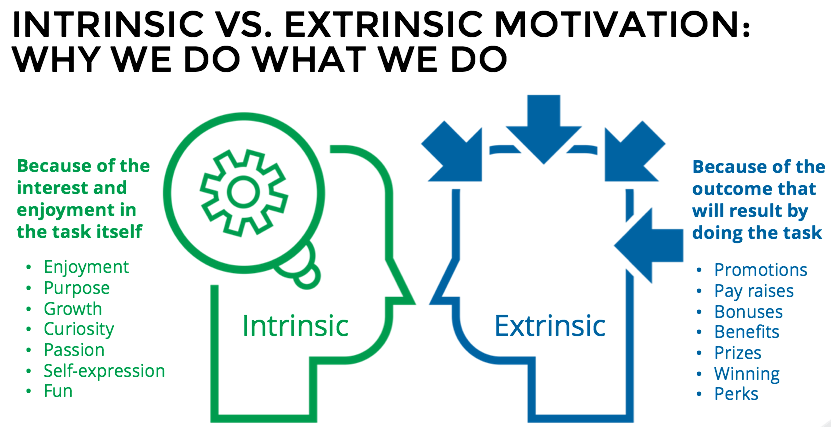 INTRINSIC VS. EXTRINSIC MOTIVATION:
WHY WE DO WHAT WE DO
Because of the
interest and
enjoyment in
the task itself
• Enjoyment
• Purpose
• Growth
• Curiosity
• Passion
• Self-expression
• Fun
Intrinsic
Extrinsic
Because of the
outcome that
will result by
doing the task
• Promotions
• Pay raises
• Bonuses
• Benefits
• Prizes
• Winning
• Perks